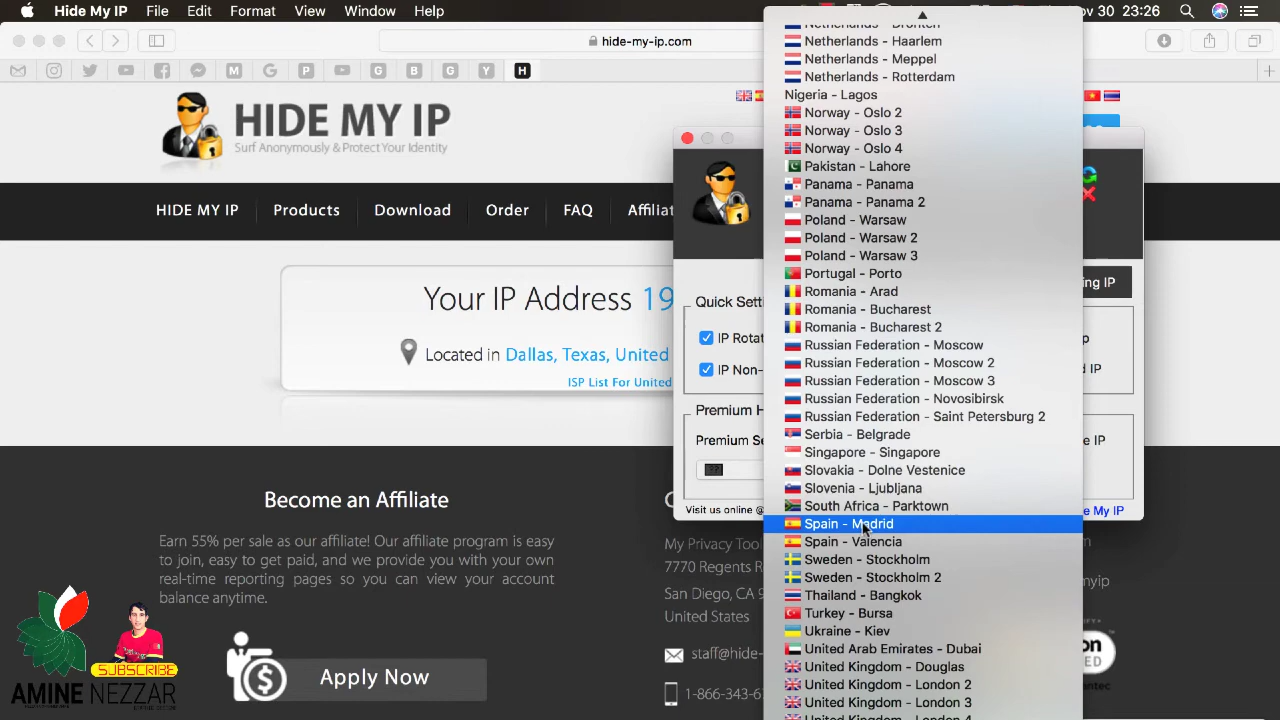 Hide My IP File Edit Format View Window Help
Nov 30 23:26
hide-my-ip.com
HIDE MY IP
Surf Anonymously & Protect Your Identity
HIDE MY IP Products Download Order FAQ
Your IP Address 19
Located in Dallas, Texas, United
ISP List For United
Quick
IP
IP
IP
Premium
Premium
IP
Visit us online @
My IP
Netherlands - Dronten
Netherlands - Haarlem
Netherlands - Meppel
Netherlands - Rotterdam
Nigeria - Lagos
Norway - Oslo 2
Norway - Oslo 3
Norway - Oslo 4
Pakistan - Lahore
Panama - Panama
Panama - Panama 2
Poland - Warsaw
Poland - Warsaw 2
Poland - Warsaw 3
Portugal - Porto
Romania - Arad
Romania - Bucharest
Romania - Bucharest 2
Russian Federation - Moscow
Russian Federation - Moscow 2
Russian Federation - Moscow 3
Russian Federation - Novosibirsk
Russian Federation - Saint Petersburg 2
Serbia - Belgrade
Singapore - Singapore
Slovakia - Dolne Vestenice
Slovenia - Ljubljana
South Africa - Parktown
Spain - Madrid
Spain - Valencia
Sweden - Stockholm
Sweden - Stockholm 2
Thailand - Bangkok
Turkey - Bursa
Ukraine - Kiev
United Arab Emirates - Dubai
United Kingdom - Douglas
United Kingdom - London 2
United Kingdom - London 3
United Kingdom - London 4
Become an Affiliate
Earn 55% per sale as our affiliate! Our affiliate program is easy
to join, easy to get paid, and we provide you with your own
real-time reporting pages so you can view your account
balance anytime.
Apply Now
My Privacy
7770 Regents
San Diego, CA
United States
staff@hide-
1-866-343-6
SUBSCRIBE
AMINE NEZZAR